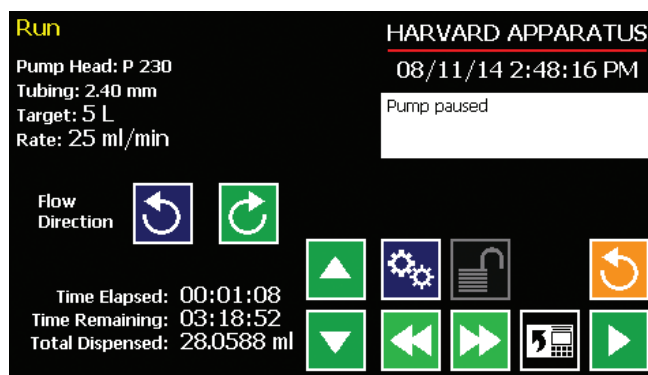 Run
HARVARD APPARATUS
Pump Head: P 230
08/11/14 2:48:16 PM
Tubing: 2.40 mm
Target: 5 L
Rate: 25 ml/min
Pump paused
Flow
Direction
Time Elapsed: 00:01:08
Time Remaining: 03:18:52
Total Dispensed: 28.0588 ml